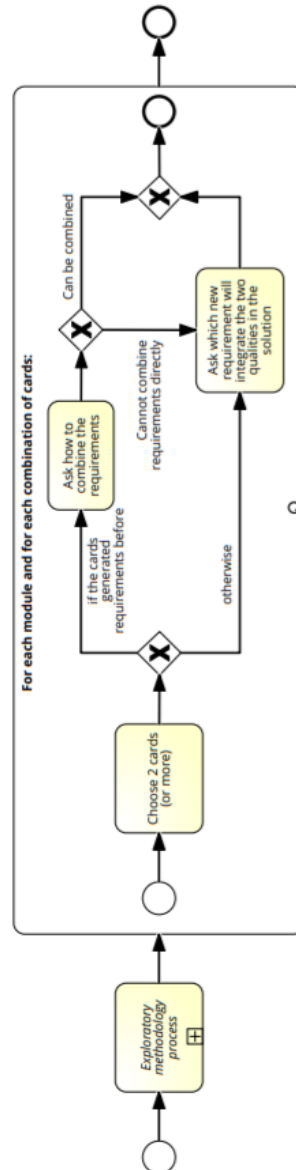 For each module and for each combination of cards:
Exploratory
methodology
process
Choose 2 cards
(or more)
if the cards
generated
requirements before
otherwise
Ask how to
combine the
requirements
Can be combined
Cannot combine
requirements directly
Ask which new
requirement will
integrate the two
qualities in the
solution